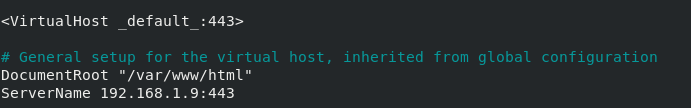 <VirtualHost _default_:443>
# General setup for the virtual host, inherited from global configuration
DocumentRoot "/var/www/html"
ServerName 192.168.1.9:443